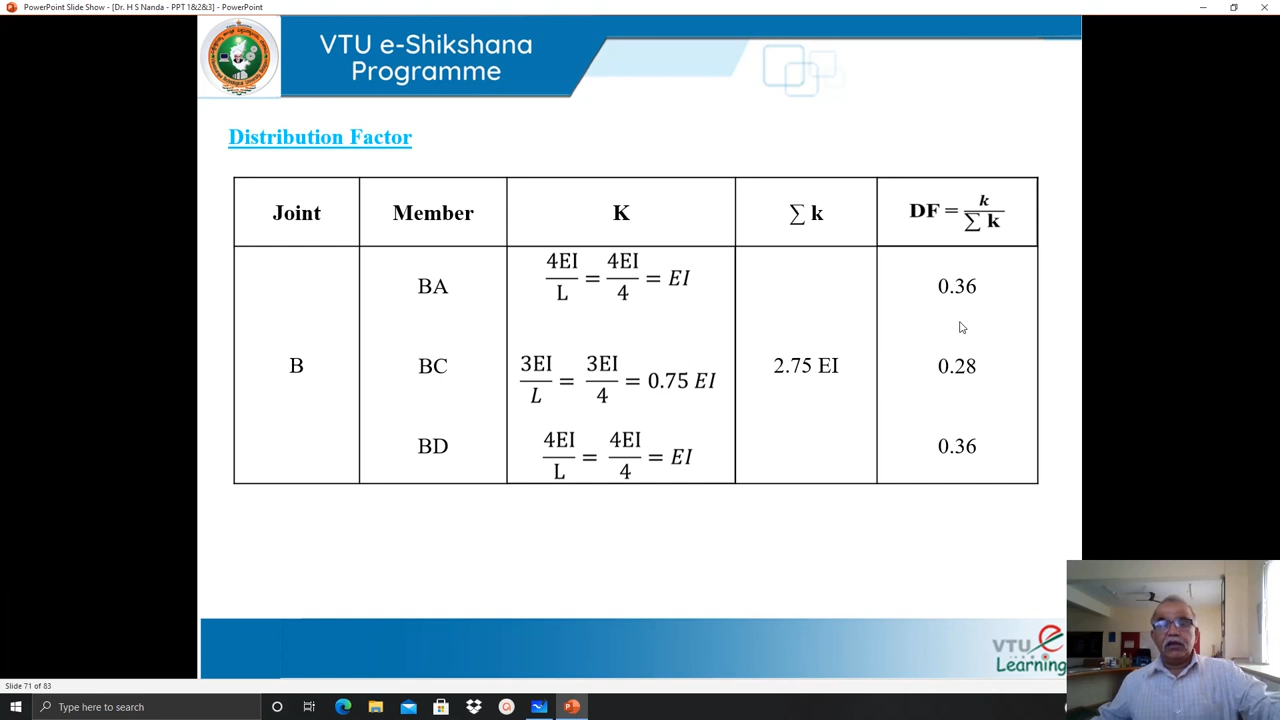 PowerPoint Slide Show - [Dr. H S Nanda - PPT 1&2&3] - PowerPoint
VTU e-Shikshana
Programme
Distribution Factor
Joint Member K ∑ k DF = k / ∑ k
BA 4EI/L = 4EI/4 = EI 0.36
B BC 3EI/L = 3EI/4 = 0.75 EI 2.75 EI 0.28
BD 4EI/L = 4EI/4 = EI 0.36
VTU e
Learning
Slide 71 of 83
Type here to search